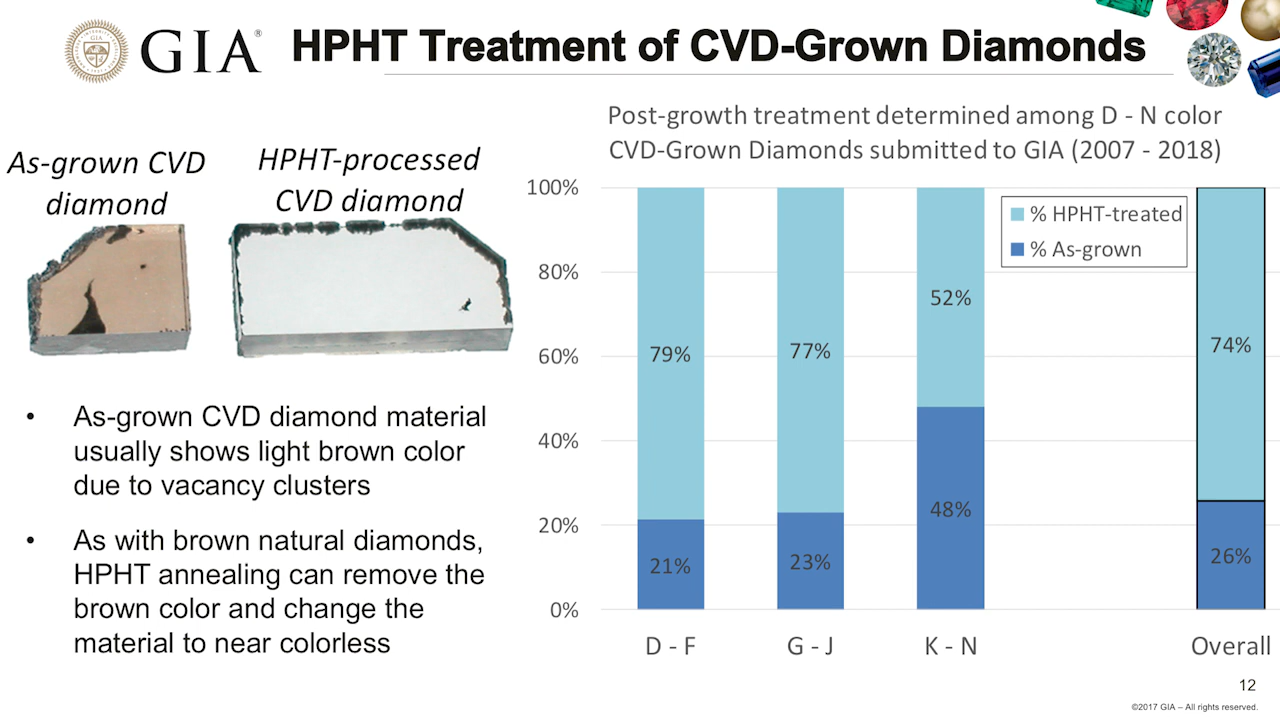 GIA®
HPHT Treatment of CVD-Grown Diamonds
As-grown CVD
diamond
HPHT-processed
CVD diamond
• As-grown CVD diamond material
usually shows light brown color
due to vacancy clusters
• As with brown natural diamonds,
HPHT annealing can remove the
brown color and change the
material to near colorless
Post-growth treatment determined among D - N color
CVD-Grown Diamonds submitted to GIA (2007 - 2018)
100%
80%
60%
40%
20%
0%
% HPHT-treated
% As-grown
79%
77%
52%
74%
21%
23%
48%
26%
D - F
G - J
K - N
Overall
12
©2017 GIA – All rights reserved.